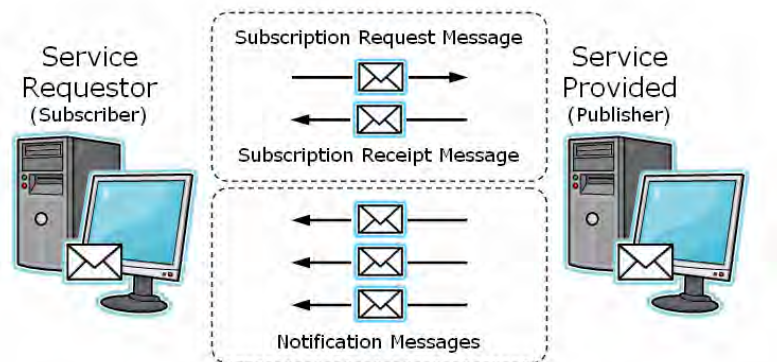 Service
Requestor
(Subscriber)
Subscription Request Message
Subscription Receipt Message
Notification Messages
Service
Provided
(Publisher)